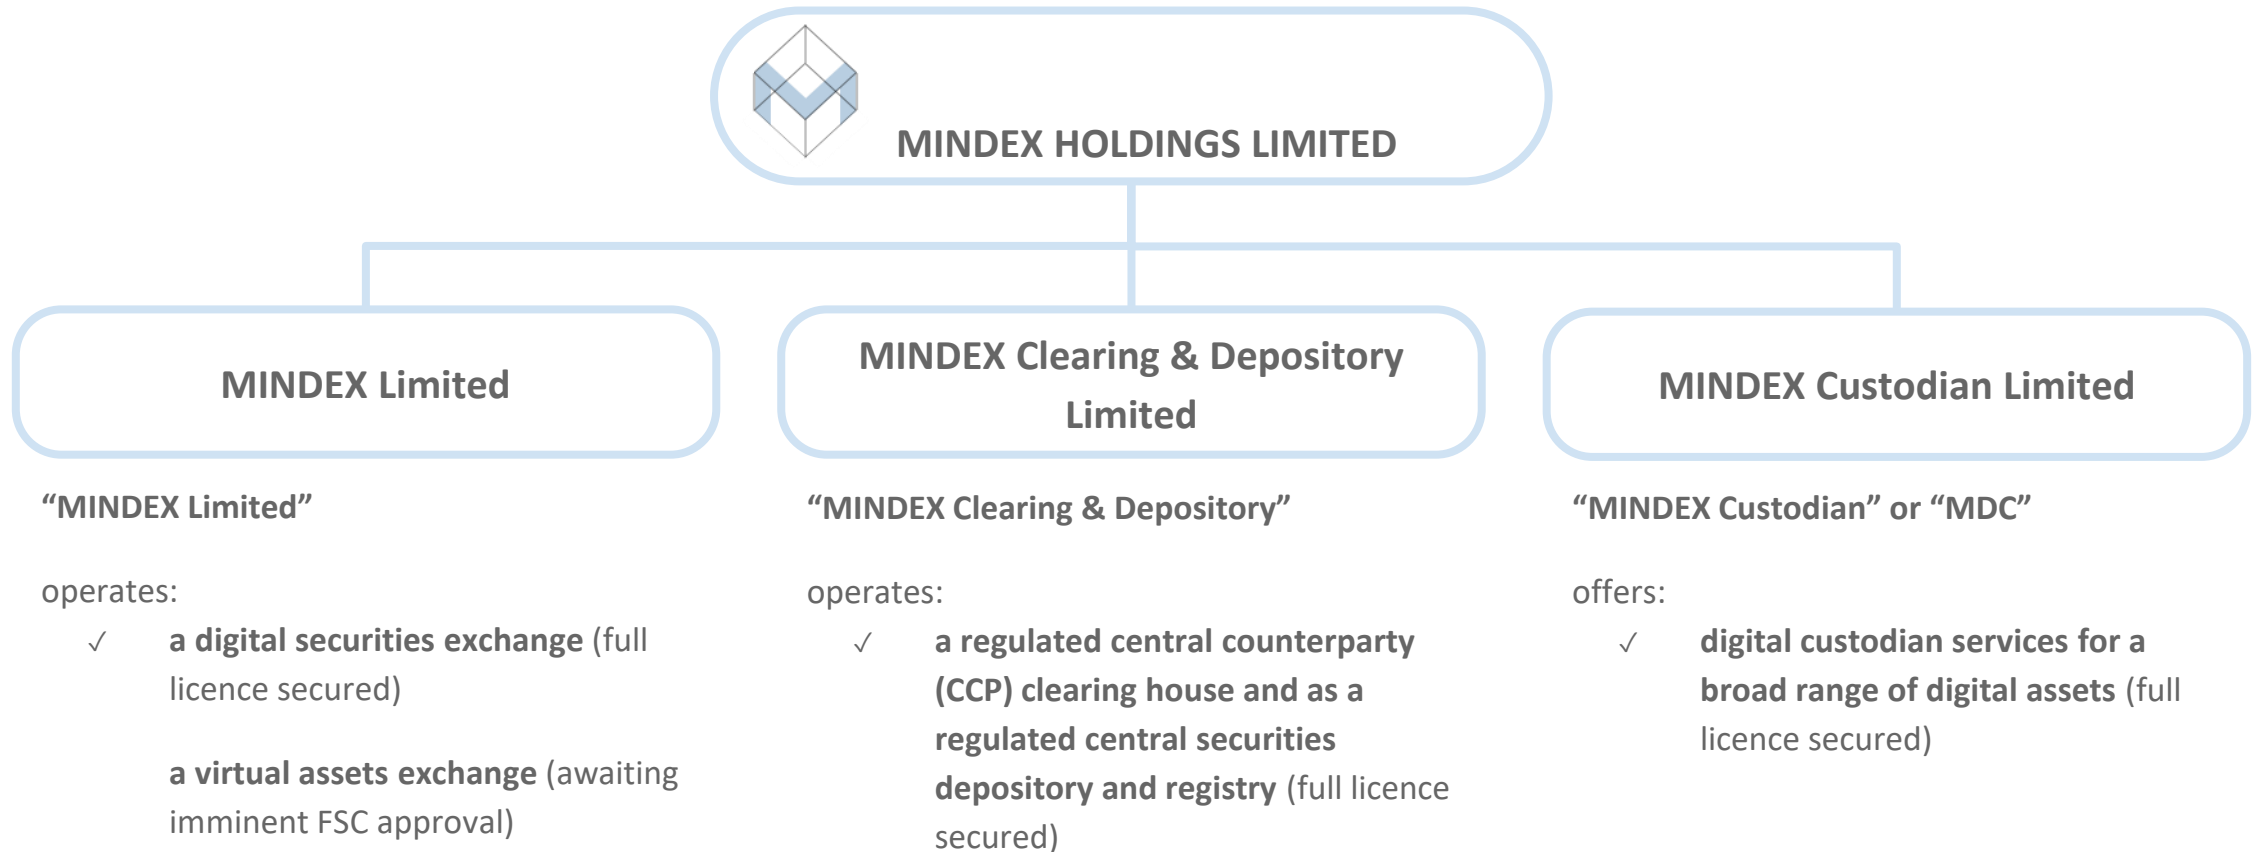 MINDEX HOLDINGS LIMITED
MINDEX Limited
MINDEX Clearing & Depository
Limited
MINDEX Custodian Limited
“MINDEX Limited”
operates:
✓ a digital securities exchange (full
licence secured)
a virtual assets exchange (awaiting
imminent FSC approval)
“MINDEX Clearing & Depository”
operates:
✓ a regulated central counterparty
(CCP) clearing house and as a
regulated central securities
depository and registry (full licence
secured)
“MINDEX Custodian” or “MDC”
offers:
✓ digital custodian services for a
broad range of digital assets (full
licence secured)